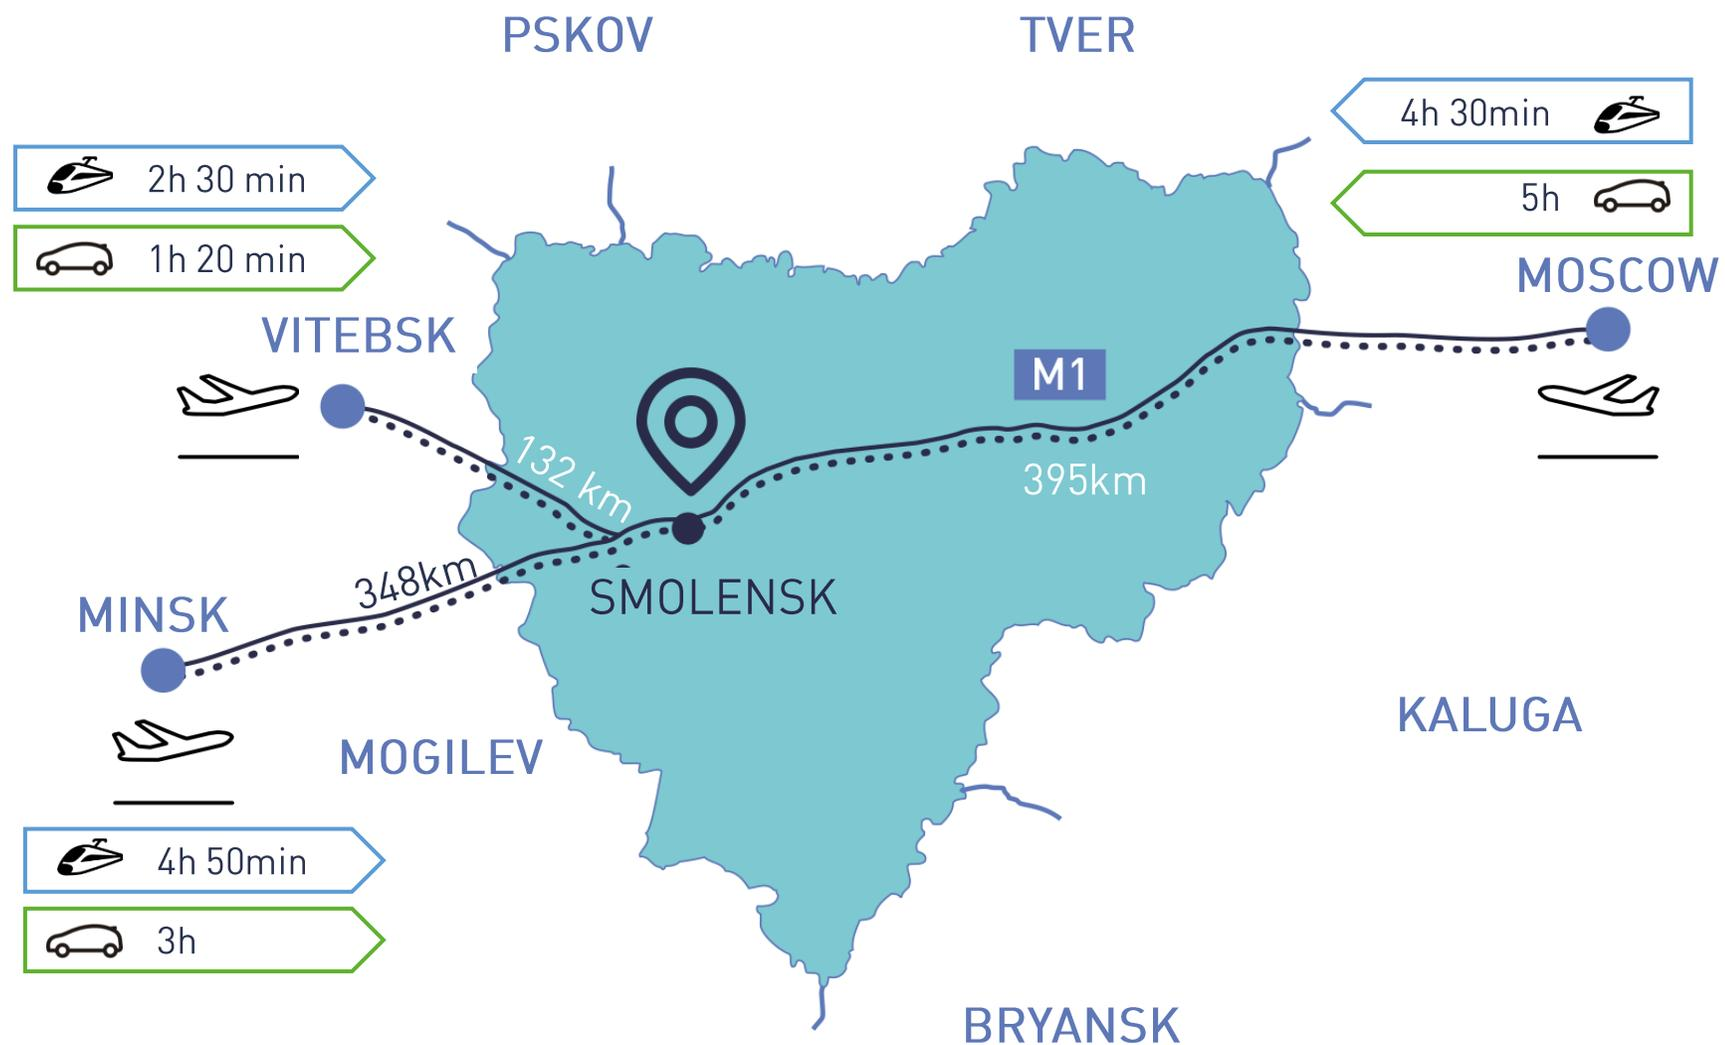 PSKOV
TVER
4h 30min
5h
2h 30 min
1h 20 min
MOSCOW
VITEBSK
M1
132 km
395km
348km
SMOLENSK
MINSK
KALUGA
MOGILEV
4h 50min
3h
BRYANSK